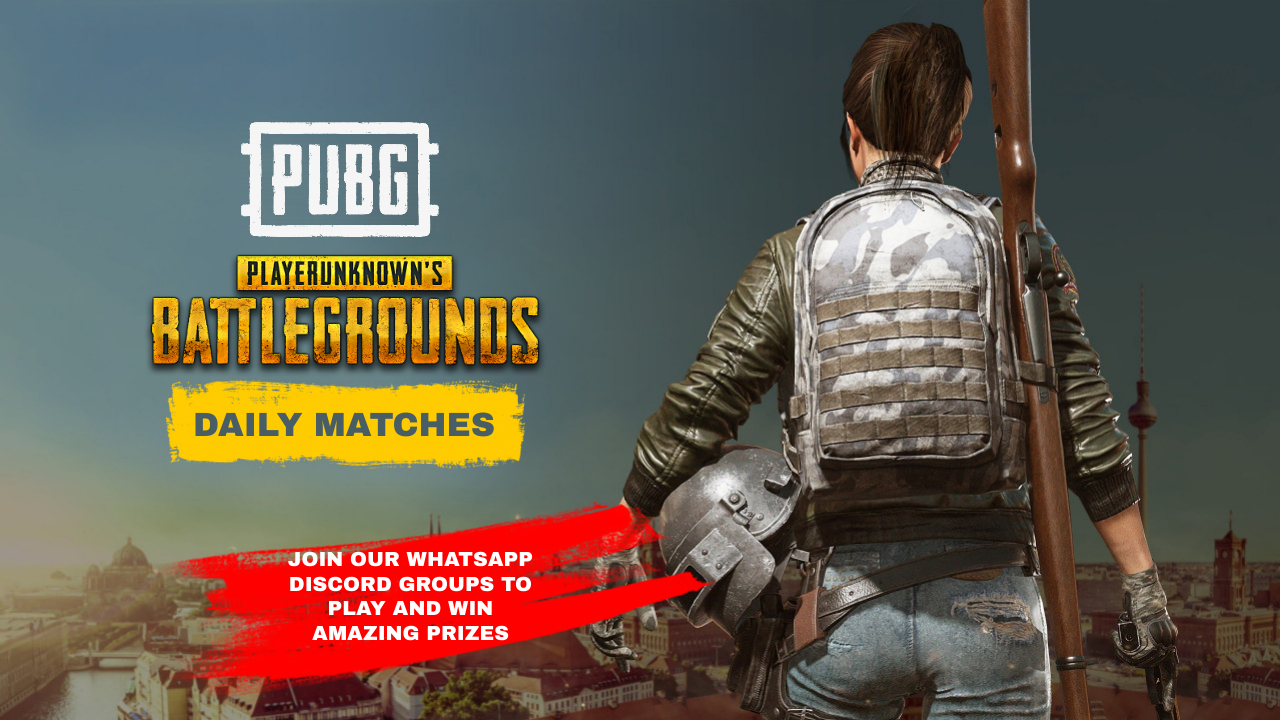 PUBG
PLAYERUNKNOWN'S
BATTLEGROUNDS
DAILY MATCHES
JOIN OUR WHATSAPP
DISCORD GROUPS TO
PLAY AND WIN
AMAZING PRIZES